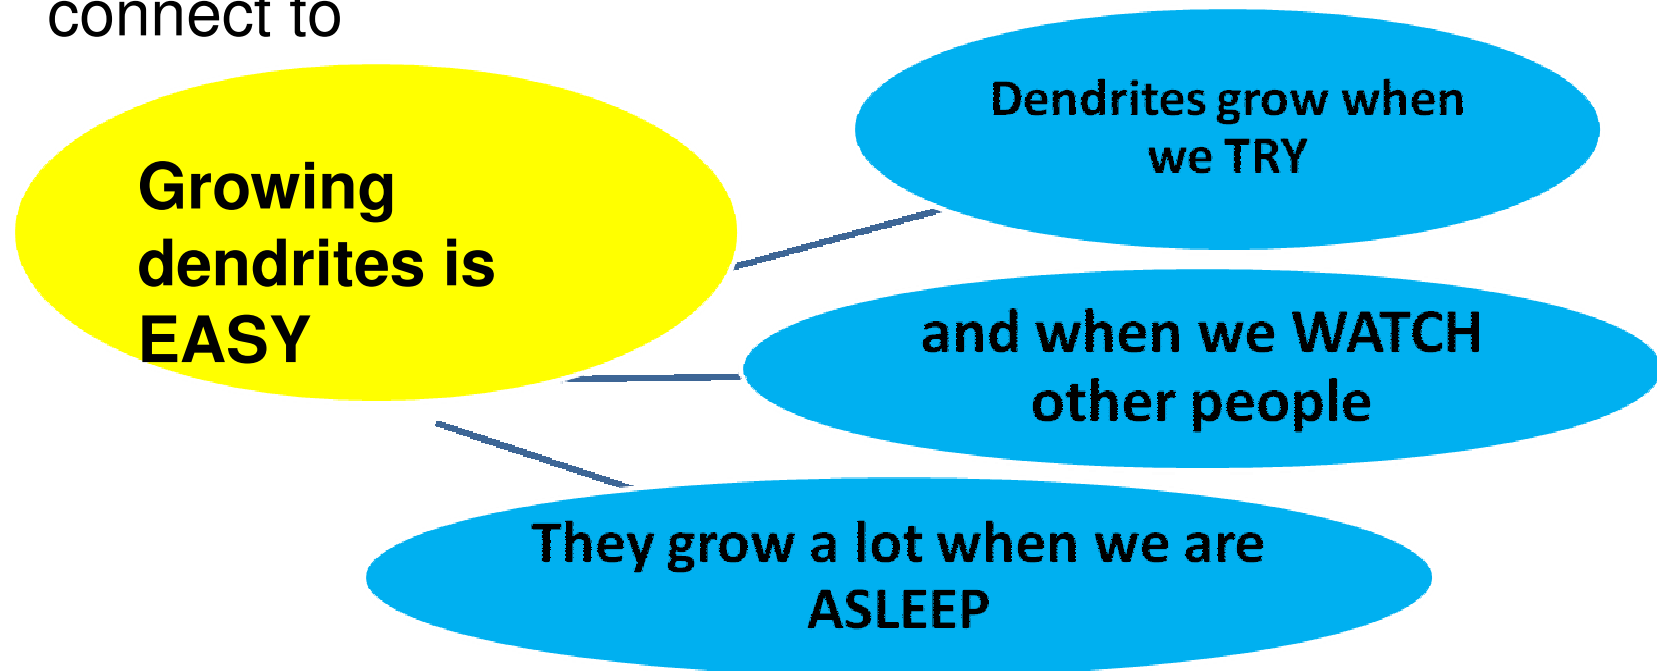 connect to
Growing
dendrites is
EASY
Dendrites grow when
we TRY
and when we WATCH
other people
They grow a lot when we are
ASLEEP